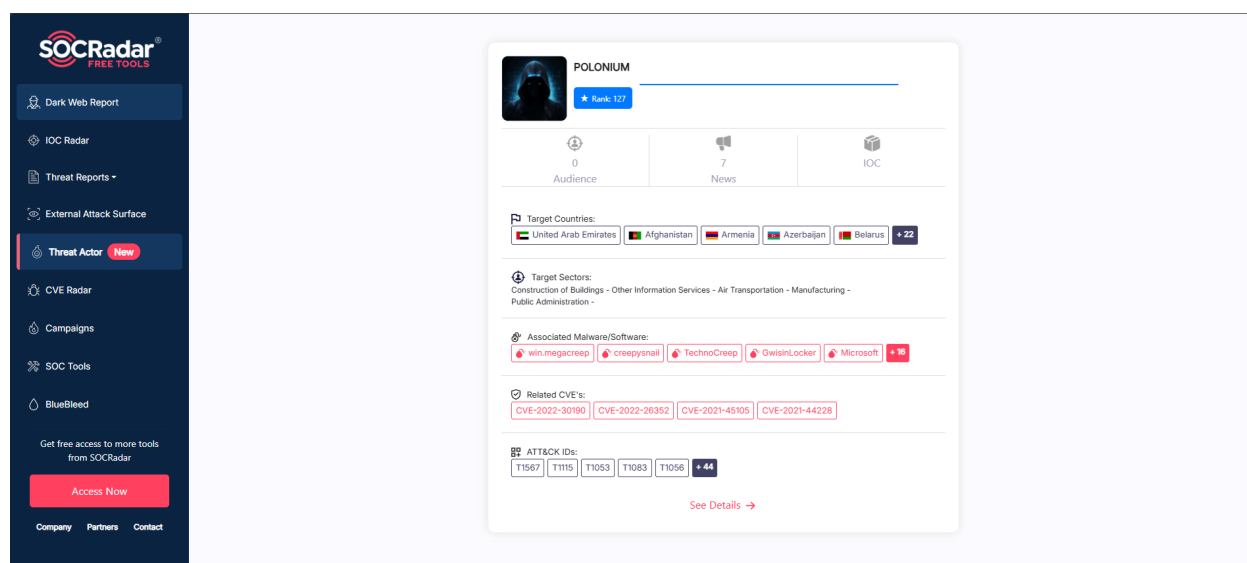 SOCRadar®
FREE TOOLS
Dark Web Report
IOC Radar
Threat Reports
External Attack Surface
Threat Actor New
CVE Radar
Campaigns
SOC Tools
BlueBleed
Get free access to more tools
from SOCRadar
Access Now
Company Partners Contact
POLONIUM
★ Rank: 127
0
Audience
7
News
IOC
Target Countries:
United Arab Emirates Afghanistan Armenia Azerbaijan Belarus + 22
Target Sectors:
Construction of Buildings - Other Information Services - Air Transportation - Manufacturing -
Public Administration -
Associated Malware/Software:
win.megacreep creepysnail TechnoCreep GwisinLocker Microsoft + 16
Related CVE's:
CVE-2022-30190 CVE-2022-26352 CVE-2021-45105 CVE-2021-44228
ATT&CK IDs:
T1567 T1115 T1053 T1083 T1056 + 44
See Details →